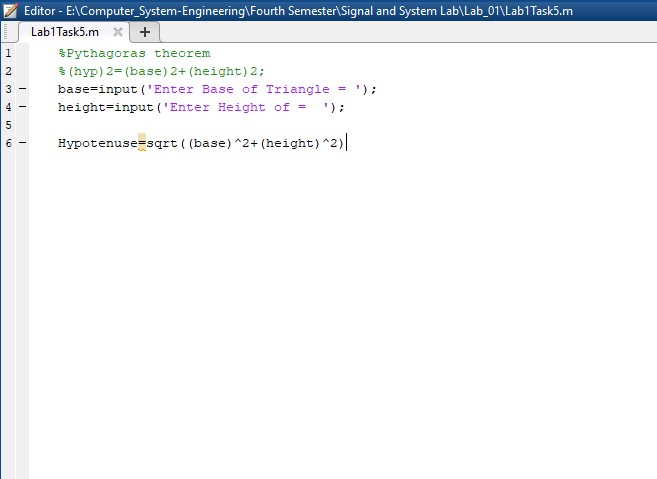 Editor - E:\Computer_System-Engineering\Fourth Semester\Signal and System Lab\Lab_01\Lab1Task5.m
Lab1Task5.m
1 %Pythagoras theorem
2 %(hyp)2=(base)2+(height)2;
3 – base=input('Enter Base of Triangle = ');
4 – height=input('Enter Height of =  ');
5
6 – Hypotenuse=sqrt((base)^2+(height)^2)